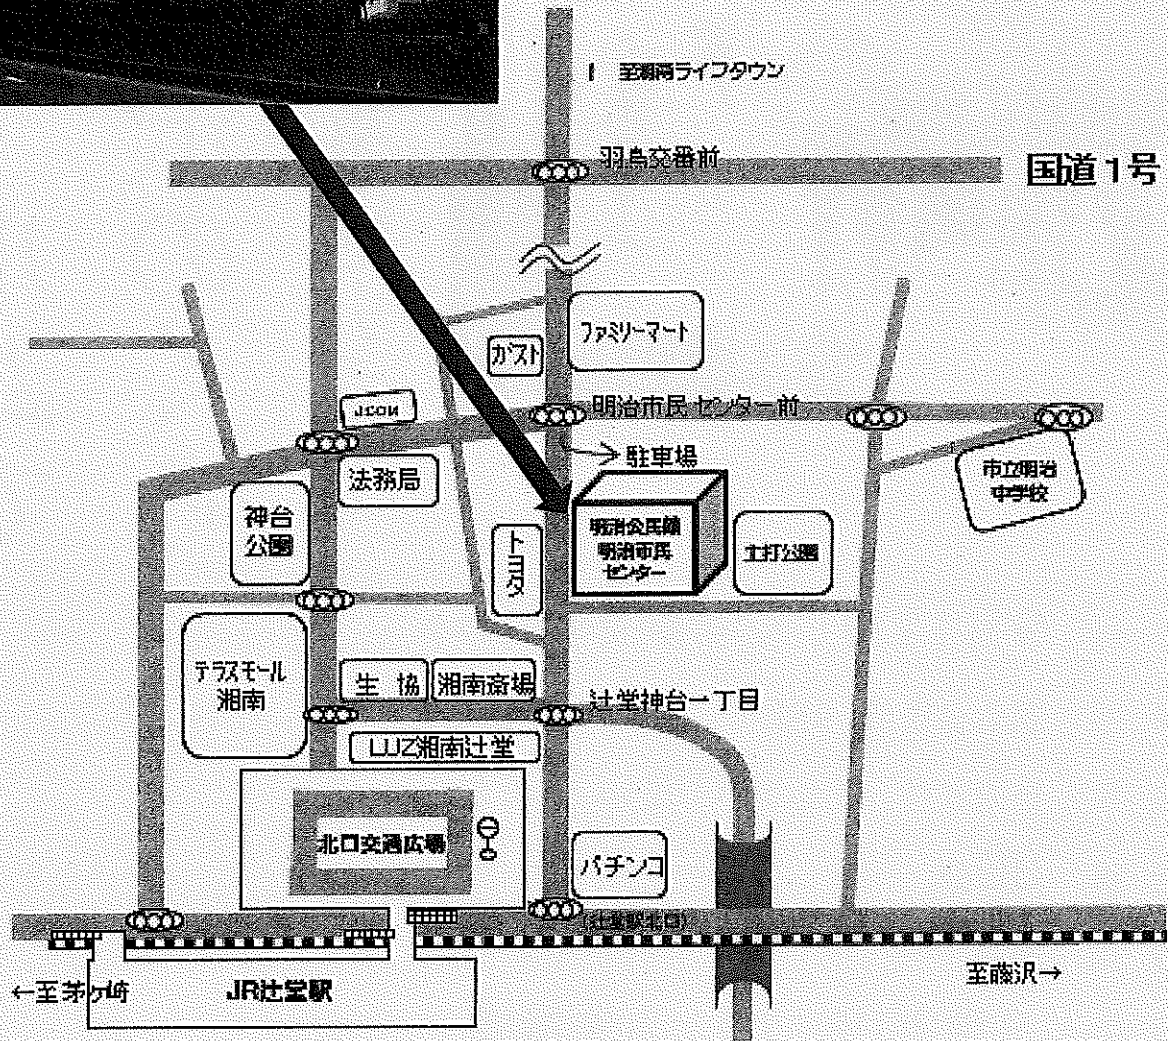 至湘南ライフタウン
羽鳥交番前
国道1号
ファミリーマート
ガスト
J:COM
明治市民センター前
駐車場
法務局
市立明治
中学校
神台
公園
トヨタ
明治公民館
明治市民
センター
土打公園
テラスモール
湘南
生 協
湘南斎場
辻堂神台一丁目
LUZ湘南辻堂
北口交通広場
パチンコ
(辻堂駅北口)
←至茅ヶ崎
JR辻堂駅
至藤沢→